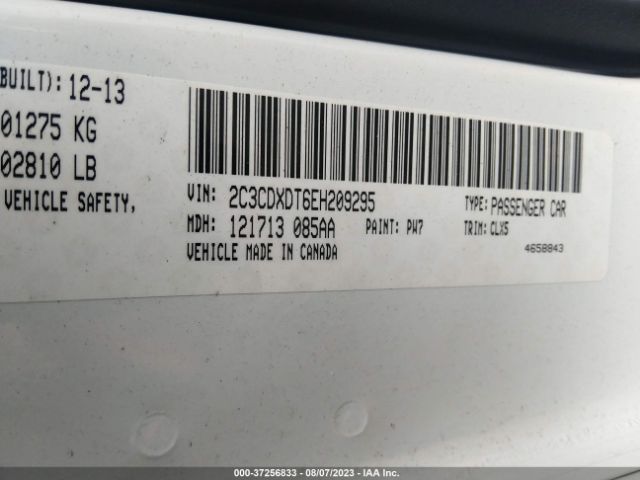 BUILT): 12-13
01275 KG
02810 LB
VEHICLE SAFETY,
VIN: 2C3CDXDT6EH209295 TYPE: PASSENGER CAR
MDH: 121713 085AA PAINT: PW7 TRIM: CLX5
VEHICLE MADE IN CANADA 4658843
000-37256833 - 08/07/2023 - IAA Inc.